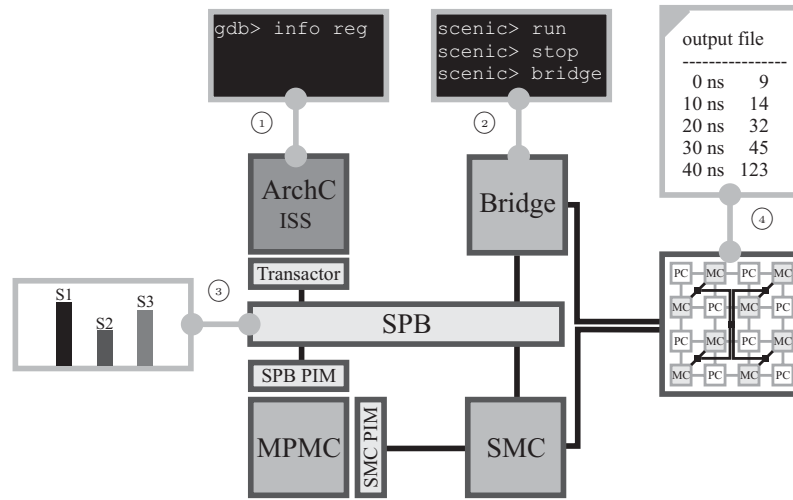 gdb> info reg
scenic> run
scenic> stop
scenic> bridge
output file
-----------------
0 ns 9
10 ns 14
20 ns 32
30 ns 45
40 ns 123
1
2
4
ArchC
ISS
Bridge
Transactor
3
S1
S2
S3
SPB
PC MC PC MC
MC PC MC PC
PC MC PC MC
MC PC MC PC
SPB PIM
MPMC
SMC PIM
SMC